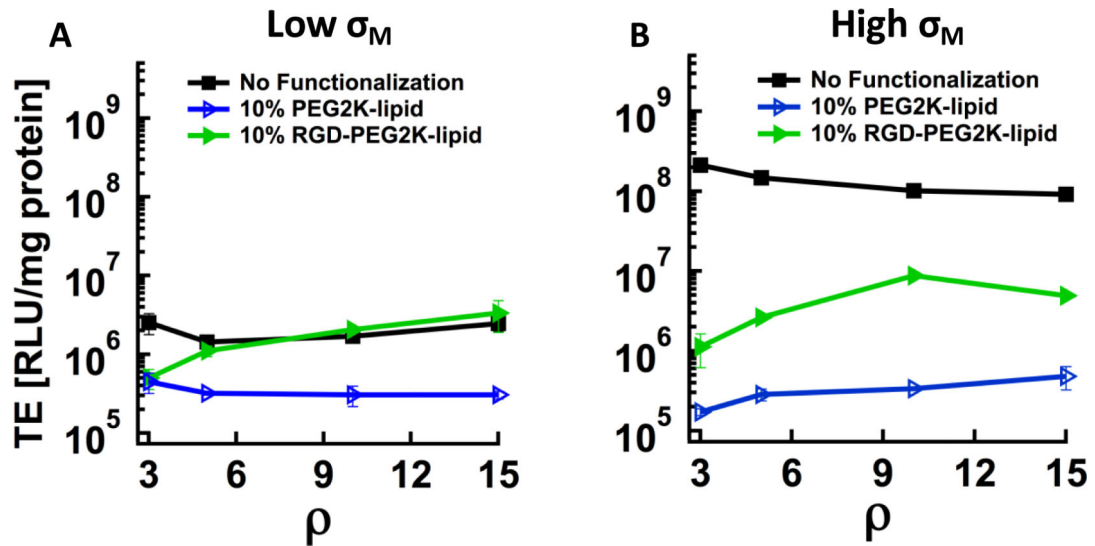 A
Low σM
No Functionalization
10% PEG2K-lipid
10% RGD-PEG2K-lipid
TE [RLU/mg protein]
10^9
10^8
10^7
10^6
10^5
3 6 9 12 15
ρ
B
High σM
No Functionalization
10% PEG2K-lipid
10% RGD-PEG2K-lipid
10^9
10^8
10^7
10^6
10^5
3 6 9 12 15
ρ